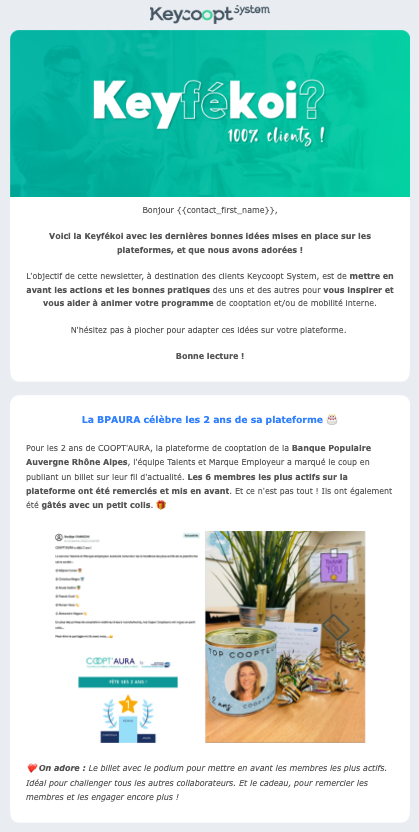 Keycoopt System
Keyfékoi?
100% clients !
Bonjour {{contact_first_name}},
Voici la Keyfékoi avec les dernières bonnes idées mises en place sur les
plateformes, et que nous avons adorées !
L'objectif de cette newsletter, à destination des clients Keycoopt System, est de mettre en
avant les actions et les bonnes pratiques des uns et des autres pour vous inspirer et
vous aider à animer votre programme de cooptation et/ou de mobilité interne.
N'hésitez pas à piocher pour adapter ces idées sur votre plateforme.
Bonne lecture !
La BPAURA célèbre les 2 ans de sa plateforme 🎂
Pour les 2 ans de COOPT'AURA, la plateforme de cooptation de la Banque Populaire
Auvergne Rhône Alpes, l'équipe Talents et Marque Employeur a marqué le coup en
publiant un billet sur leur fil d'actualité. Les 6 membres les plus actifs sur la
plateforme ont été remerciés et mis en avant. Et ce n'est pas tout ! Ils ont également
été gâtés avec un petit colis. 🎁
COOPT'AURA
FÊTE SES 2 ANS !
1
THANK
YOU
TOP COOPTEUR
2 ans
❤️ On adore : Le billet avec le podium pour mettre en avant les membres les plus actifs.
Idéal pour challenger tous les autres collaborateurs. Et le cadeau, pour remercier les
membres et les engager encore plus !